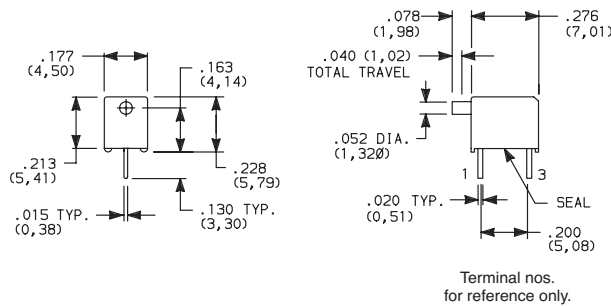 .177
(4,50)
.163
(4,14)
.213
(5,41)
.228
(5,79)
.015 TYP.
(0,38)
.130 TYP.
(3,30)
.078
(1,98)
.276
(7,01)
.040 (1,02)
TOTAL TRAVEL
.052 DIA.
(1,320)
1
3
.020 TYP.
(0,51)
SEAL
.200
(5,08)
Terminal nos.
for reference only.